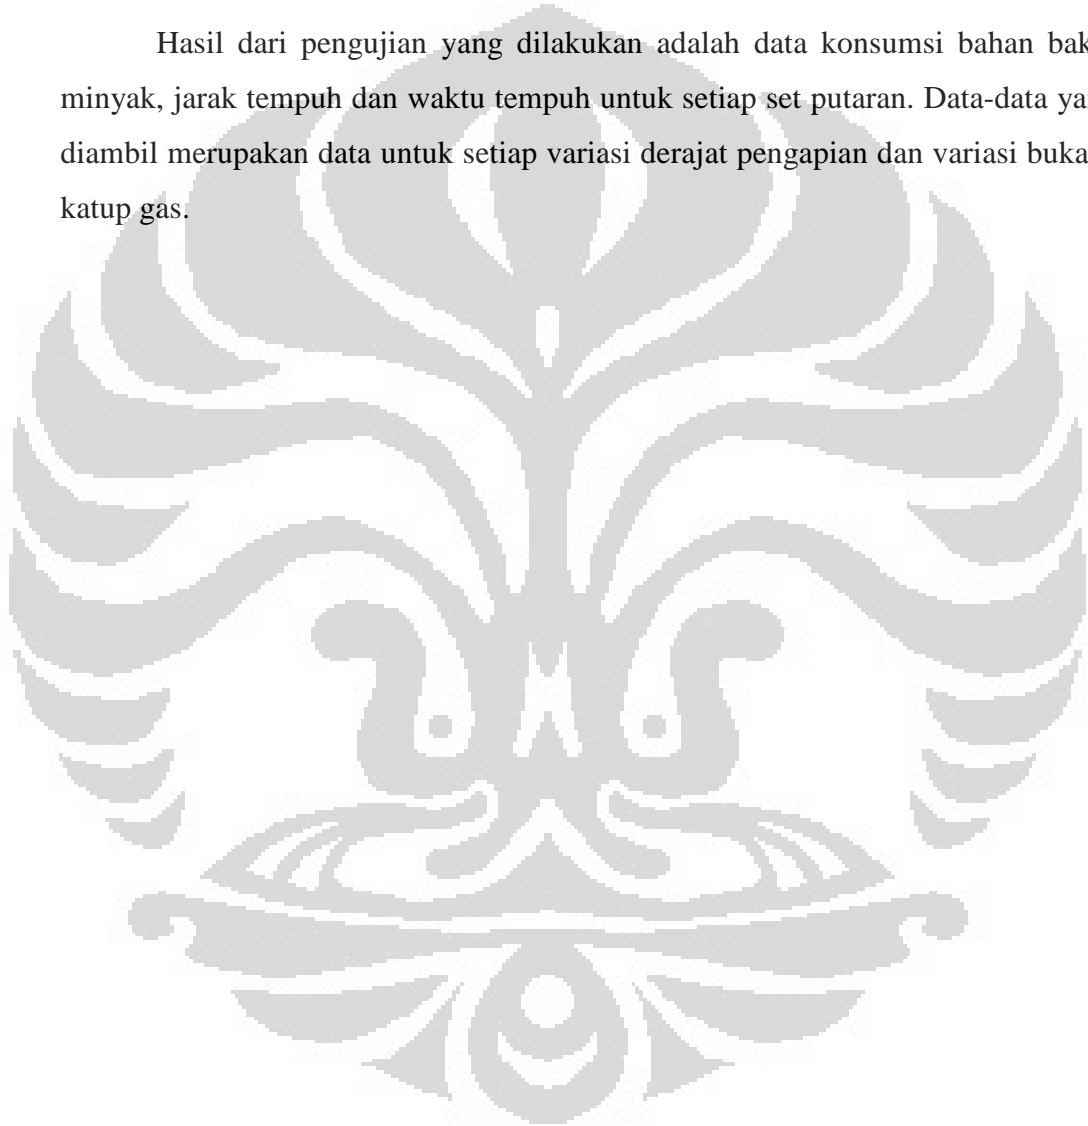 Hasil dari pengujian yang dilakukan adalah data konsumsi bahan bak
minyak, jarak tempuh dan waktu tempuh untuk setiap set putaran. Data-data ya
diambil merupakan data untuk setiap variasi derajat pengapian dan variasi buka
katup gas.